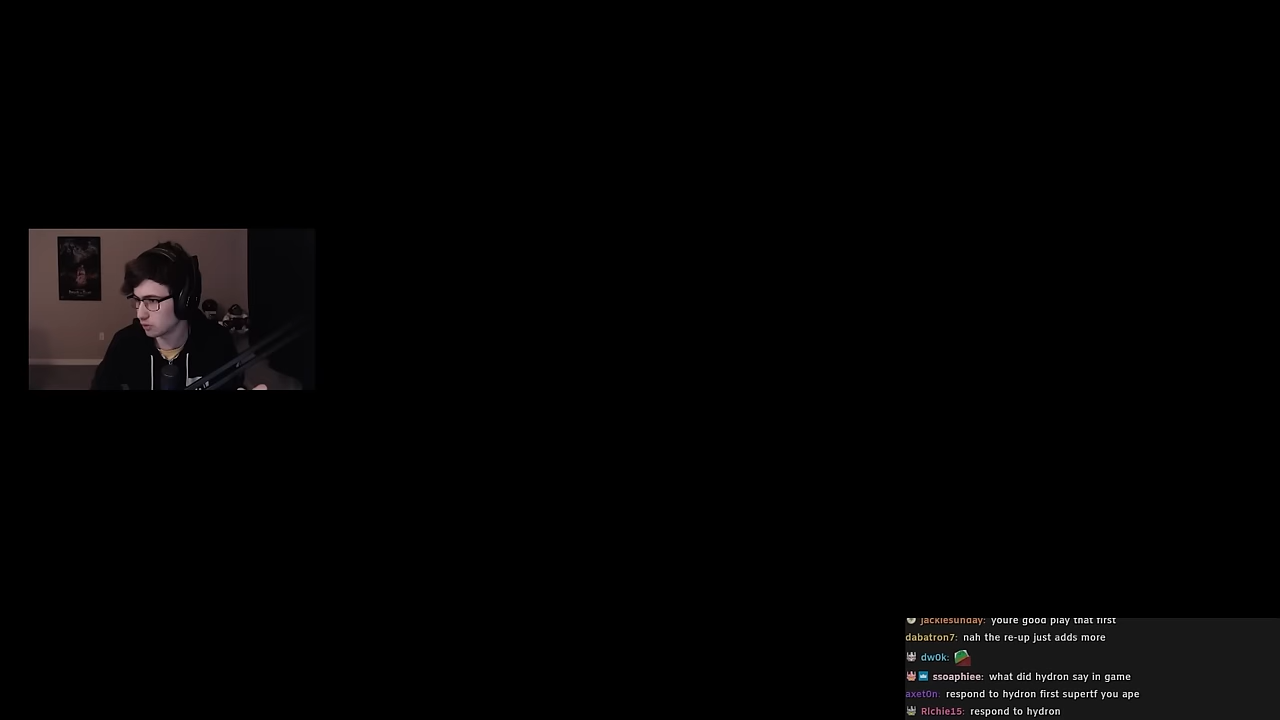 jackiesunday: youre good play that first
dabatron7: nah the re-up just adds more
dw0k:
ssoaphiee: what did hydron say in game
axet0n: respond to hydron first supertf you ape
Richie15: respond to hydron